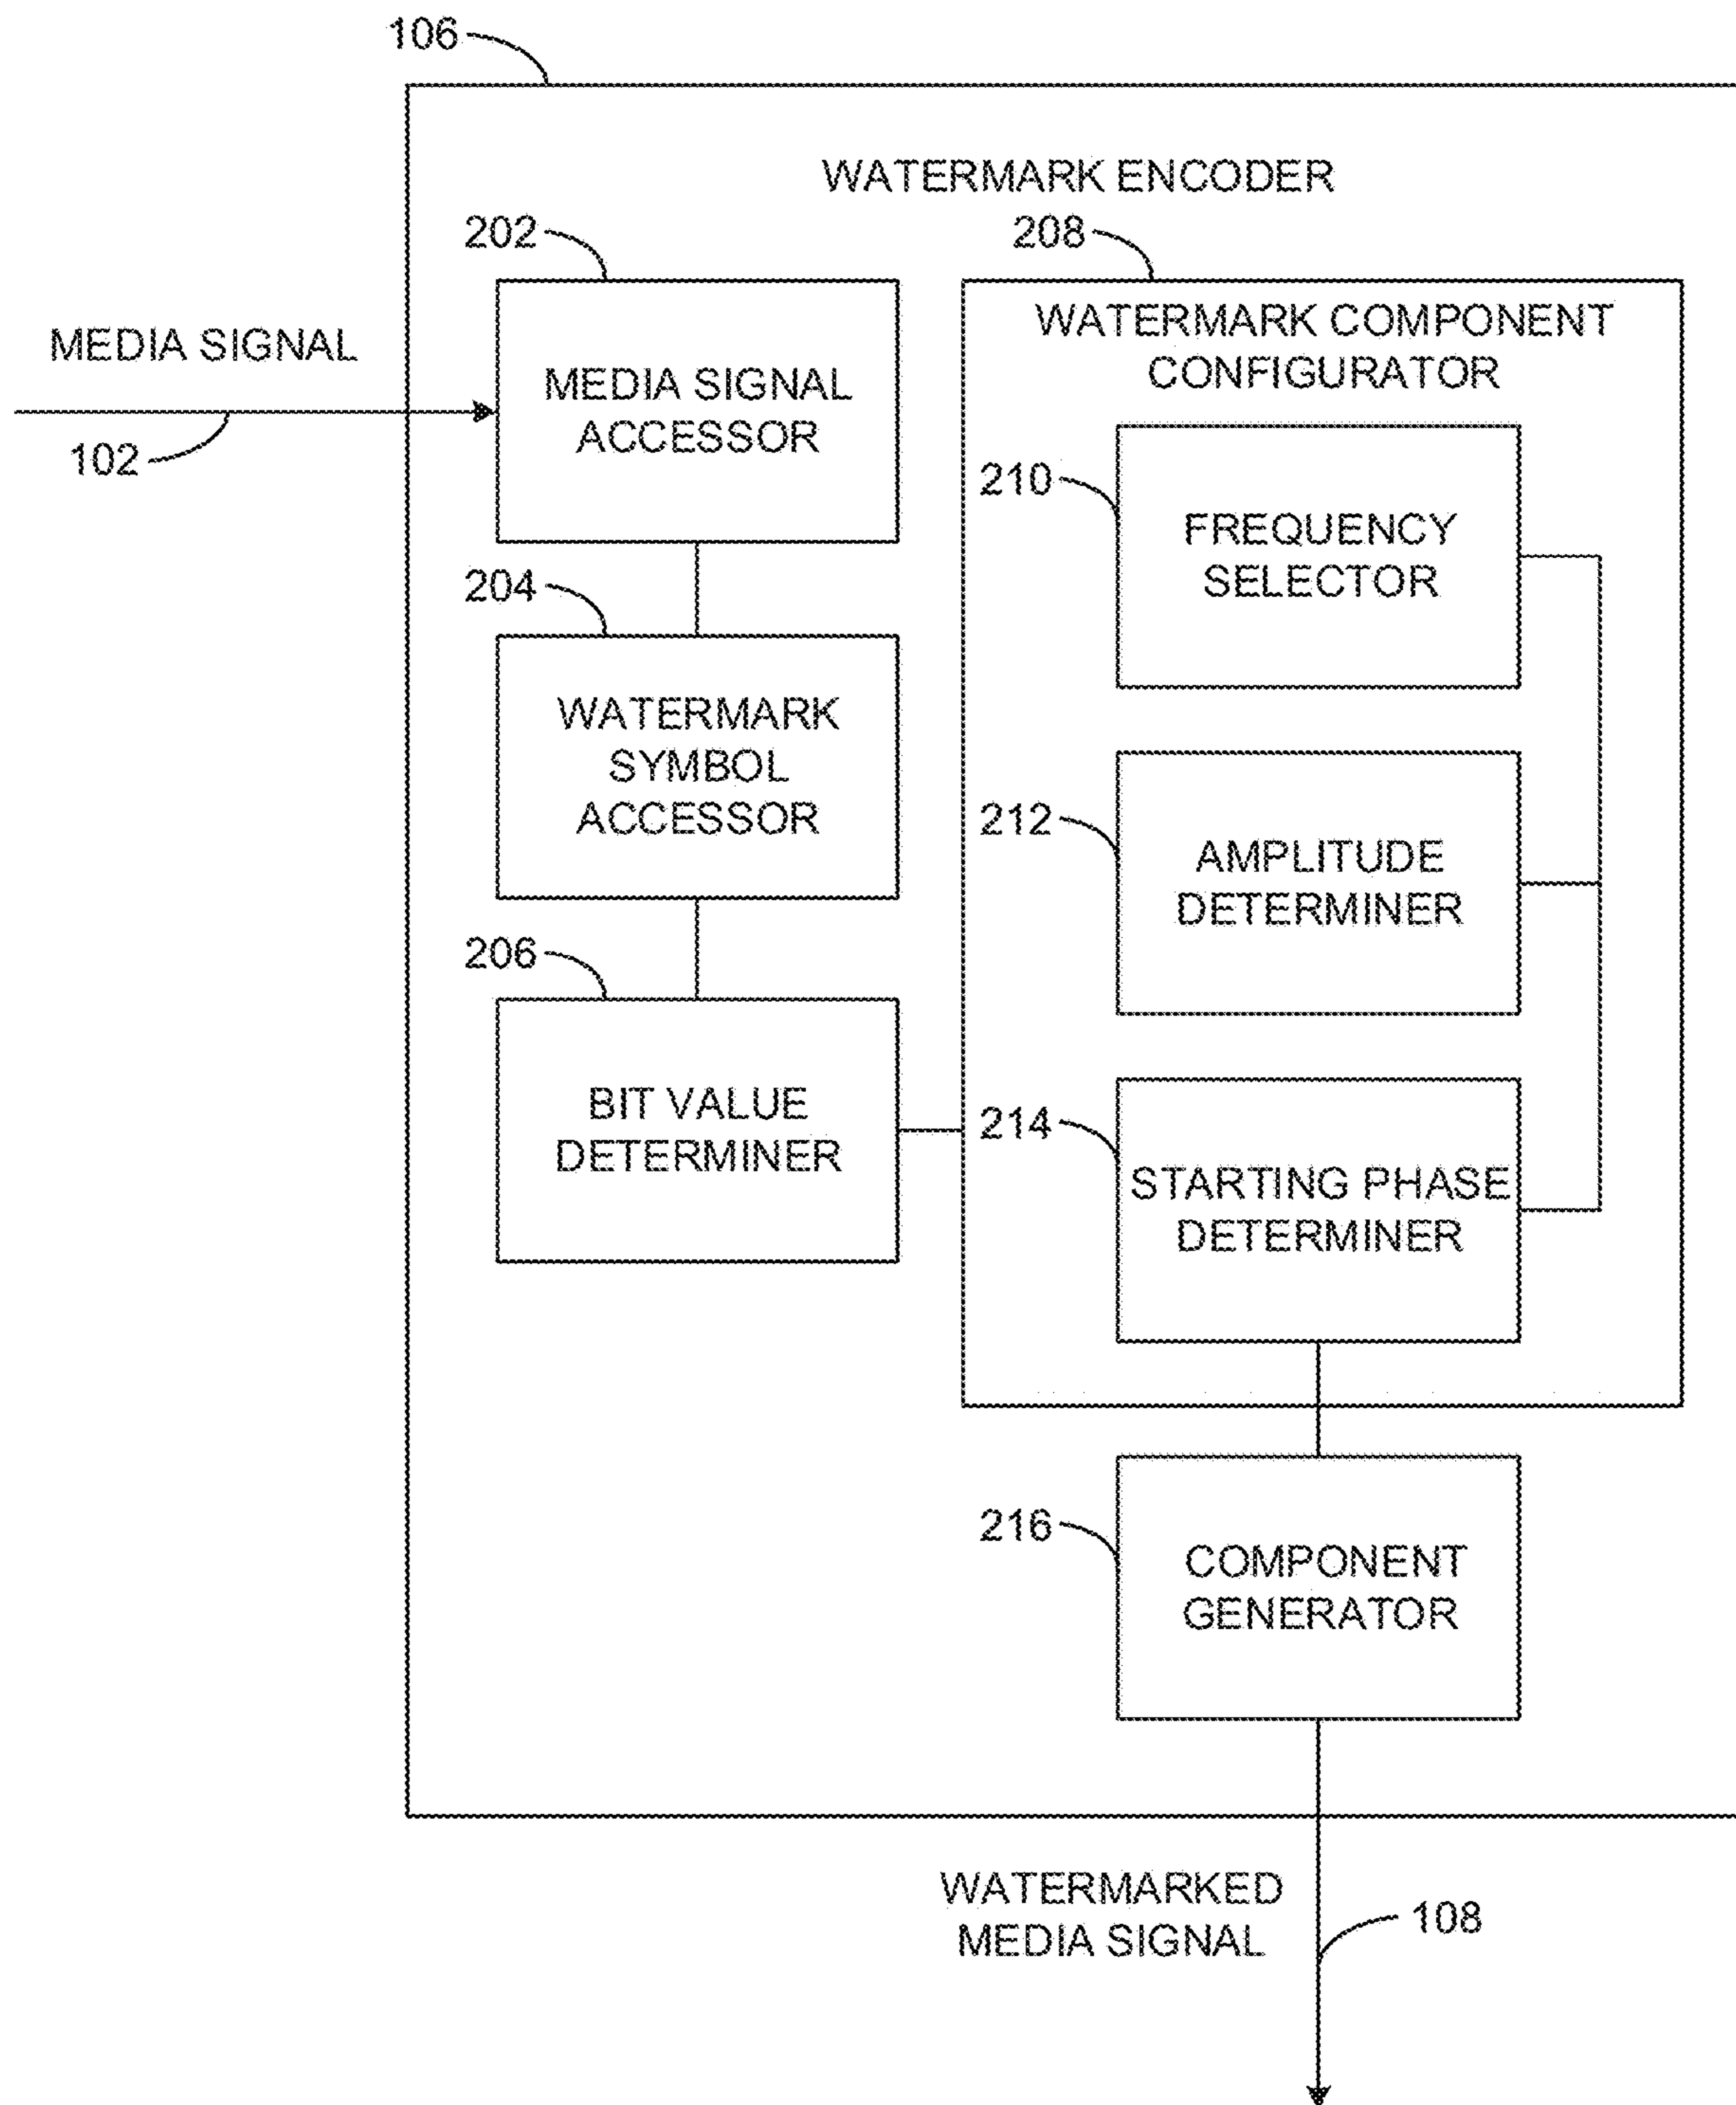 106
WATERMARK ENCODER
202
208
MEDIA SIGNAL
102
MEDIA SIGNAL
ACCESSOR
WATERMARK COMPONENT
CONFIGURATOR
210
FREQUENCY
SELECTOR
204
WATERMARK
SYMBOL
ACCESSOR
212
AMPLITUDE
DETERMINER
206
BIT VALUE
DETERMINER
214
STARTING PHASE
DETERMINER
216
COMPONENT
GENERATOR
WATERMARKED
MEDIA SIGNAL
108